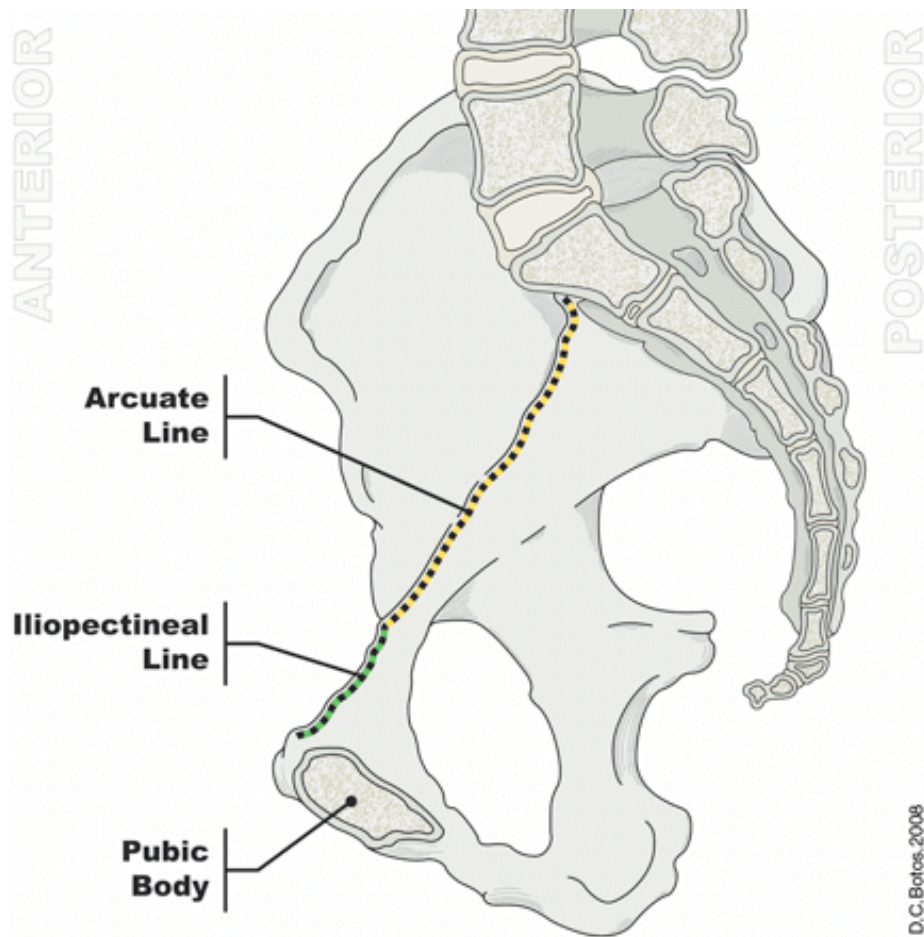 ANTERIOR
POSTERIOR
Arcuate
Line
Iliopectineal
Line
Pubic
Body
D.C.Botos.2008